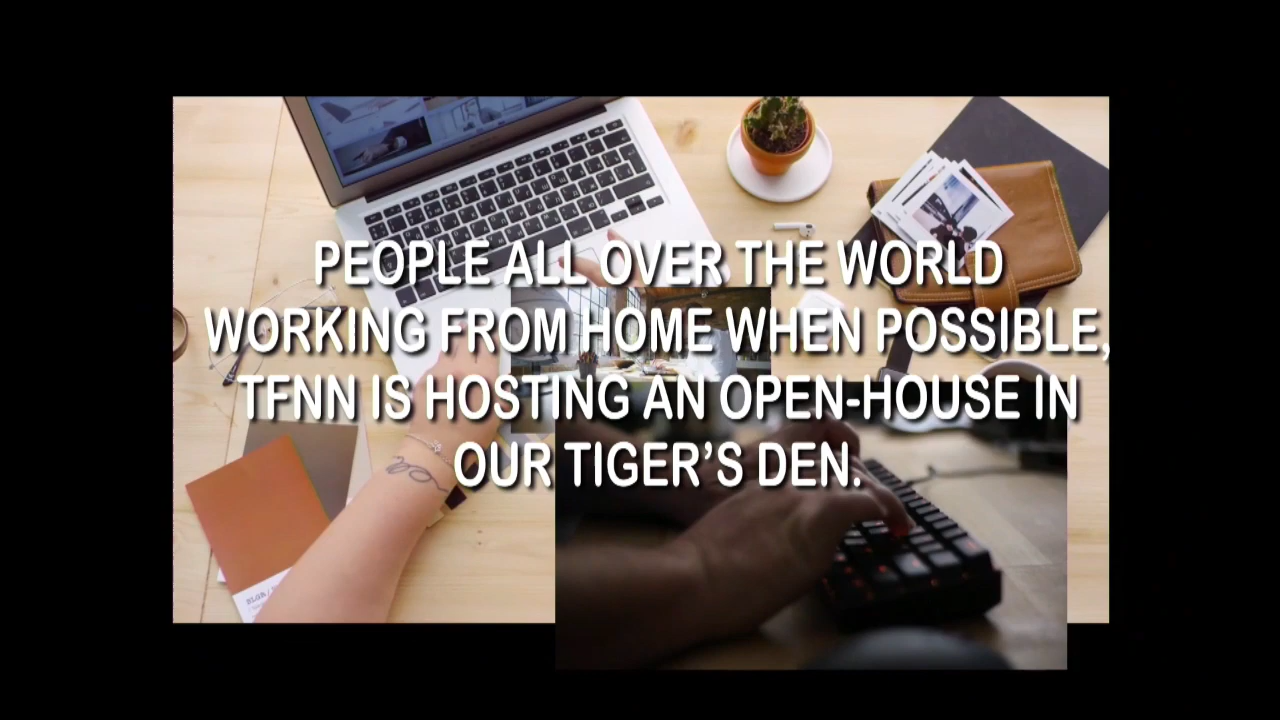 PEOPLE ALL OVER THE WORLD
WORKING FROM HOME WHEN POSSIBLE,
TFNN IS HOSTING AN OPEN-HOUSE IN
OUR TIGER'S DEN.